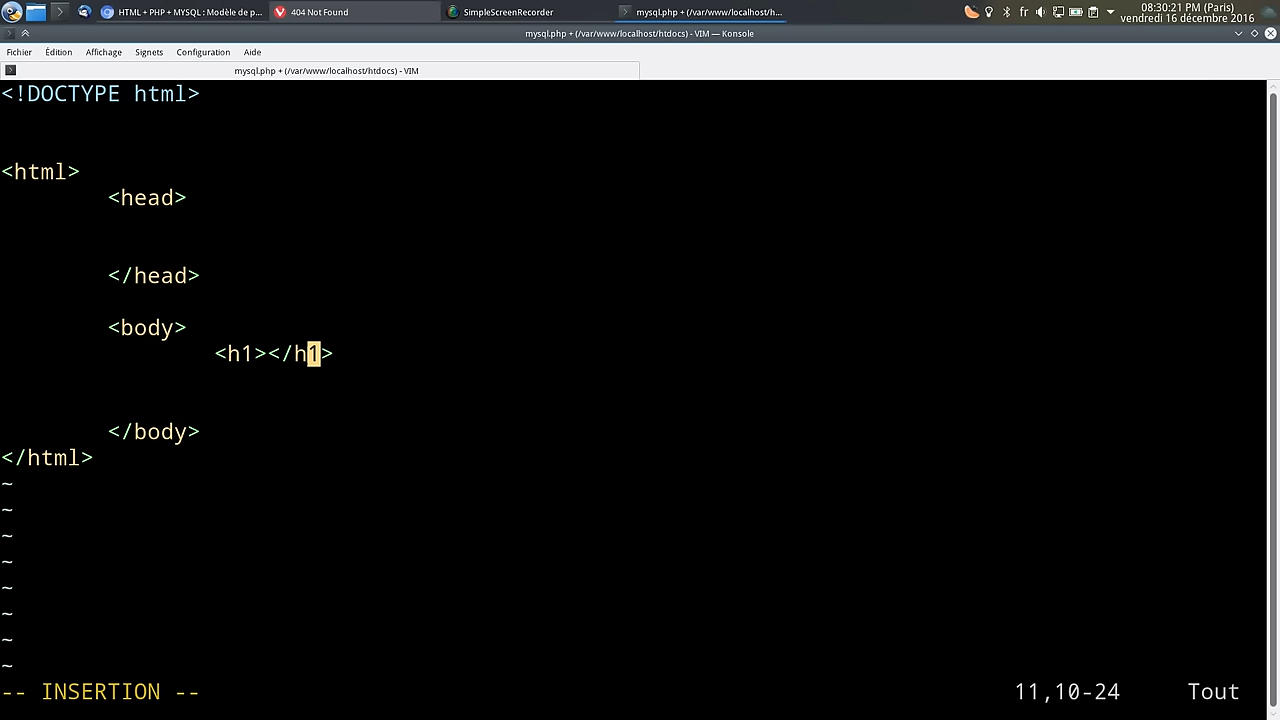 HTML + PHP + MYSQL : Modèle de p... 404 Not Found SimpleScreenRecorder mysql.php + (/var/www/localhost/h... fr 08:30:21 PM (Paris)
vendredi 16 décembre 2016
mysql.php + (/var/www/localhost/htdocs) - VIM — Konsole
Fichier Édition Affichage Signets Configuration Aide
mysql.php + (/var/www/localhost/htdocs) - VIM
<!DOCTYPE html>
<html>
<head>
</head>
<body>
<h1></h1>
</body>
</html>
~
~
~
~
~
~
~
~
-- INSERTION -- 11,10-24 Tout